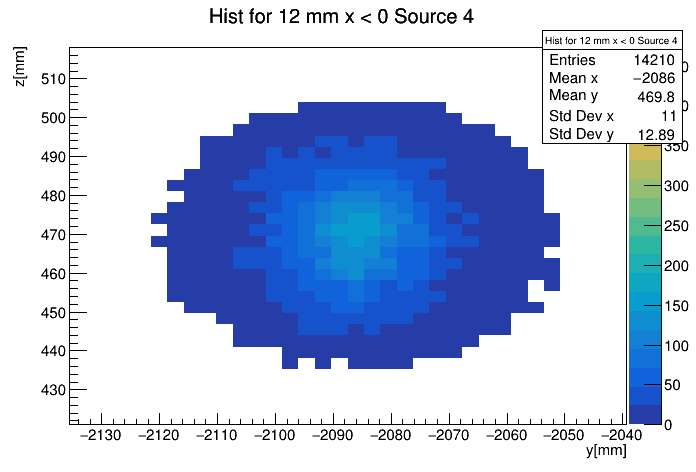 Hist for 12 mm x < 0 Source 4
z[mm]
Hist for 12 mm x < 0 Source 4
Entries 14210
Mean x −2086
Mean y 469.8
Std Dev x 11
Std Dev y 12.89
510
500
490
480
470
460
450
440
430
350
300
250
200
150
100
50
0
−2130 −2120 −2110 −2100 −2090 −2080 −2070 −2060 −2050 −2040
y[mm]